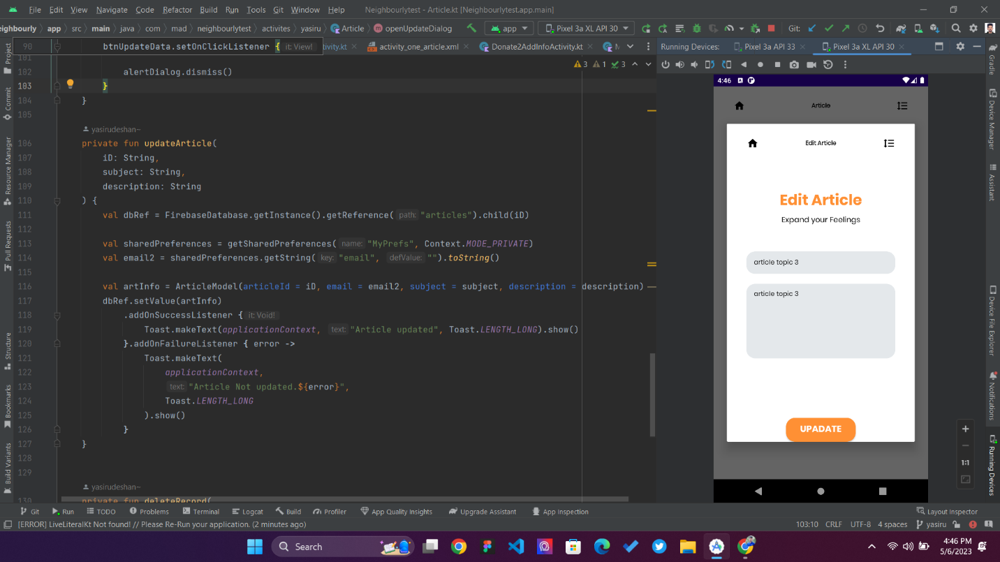 File Edit View Navigate Code Refactor Build Run Tools Git Window Help Neighbourlytest - Article.kt [Neighbourlytest.app.main]
eighbourly app src main java com mad neighbourlytest activites yasiru Article openUpdateDialog app Pixel 3a XL API 30 Git:
90 btnUpdateData.setOnClickListener { it: View! tivity.kt activity_one_article.xml Donate2AddInfoActivity.kt Running Devices: Pixel 3a API 33 Pixel 3a XL API 30
101
102 alertDialog.dismiss() 3 1 3
103 }
104 }
105
yasirudeshan~
106 private fun updateArticle(
107 iD: String,
108 subject: String,
109 description: String
110 ) {
111 val dbRef = FirebaseDatabase.getInstance().getReference( path: "articles").child(iD)
112
113 val sharedPreferences = getSharedPreferences( name: "MyPrefs", Context.MODE_PRIVATE)
114 val email2 = sharedPreferences.getString( key: "email", defValue: "").toString()
115
116 val artInfo = ArticleModel(articleId = iD, email = email2, subject = subject, description = description)
117 dbRef.setValue(artInfo)
118 .addOnSuccessListener { it: Void!
119 Toast.makeText(applicationContext, text: "Article updated", Toast.LENGTH_LONG).show()
120 }.addOnFailureListener { error ->
121 Toast.makeText(
122 applicationContext,
123 text: "Article Not updated.${error}",
124 Toast.LENGTH_LONG
125 ).show()
126 }
127 }
128
129
yasirudeshan~
130 private fun deleteRecord(
4:46
Article
Edit Article
Edit Article
Expand your Feelings
article topic 3
article topic 3
UPADATE
1:1
Project
Commit
Resource Manager
Pull Requests
Structure
Bookmarks
Build Variants
Gradle
Device Manager
Assistant
Device File Explorer
Notifications
Running Devices
Git Run TODO Problems Terminal Logcat Build Profiler App Quality Insights Upgrade Assistant App Inspection Layout Inspector
[ERROR] LiveLiteralKt Not found! // Please Re-Run your application. (2 minutes ago) 103:10 CRLF UTF-8 4 spaces yasiru
Search
4:46 PM
5/6/2023